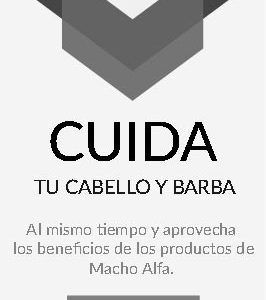 CUIDA
TU CABELLO Y BARBA
Al mismo tiempo y aprovecha
los beneficios de los productos de
Macho Alfa.